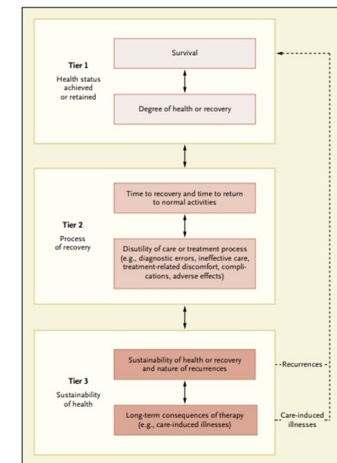 Survival
Tier 1
Health status
achieved
or retained
Degree of health or recovery
Time to recovery and time to return
to normal activities
Tier 2
Process
of recovery
Disutility of care or treatment process
(e.g., diagnostic errors, ineffective care,
treatment-related discomfort, compli-
cations, adverse effects)
Sustainability of health or recovery
and nature of recurrences
Recurrences
Tier 3
Sustainability
of health
Long-term consequences of therapy
(e.g., care-induced illnesses)
Care-induced
illnesses